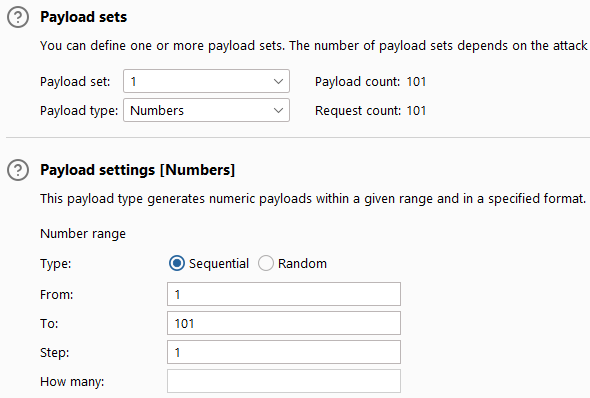 Payload sets
You can define one or more payload sets. The number of payload sets depends on the attack
Payload set: 1 Payload count: 101
Payload type: Numbers Request count: 101
Payload settings [Numbers]
This payload type generates numeric payloads within a given range and in a specified format.
Number range
Type: Sequential Random
From: 1
To: 101
Step: 1
How many: